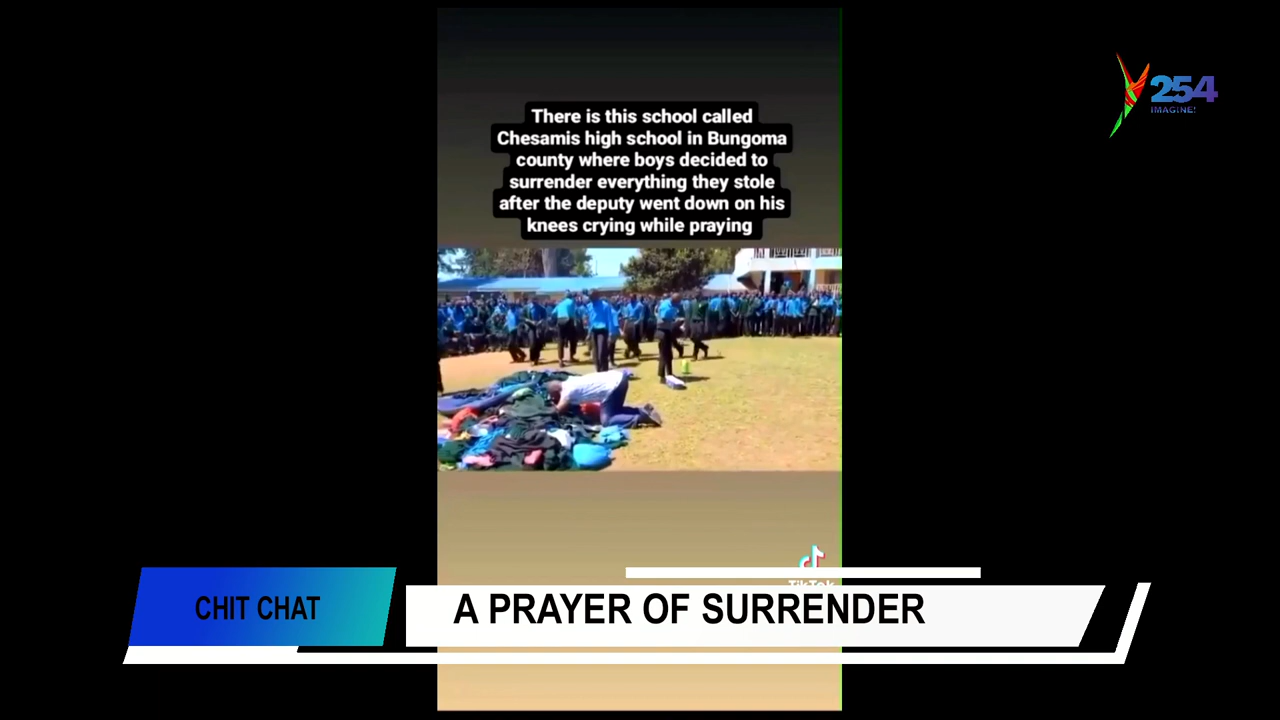 254
IMAGINE!
There is this school called
Chesamis high school in Bungoma
county where boys decided to
surrender everything they stole
after the deputy went down on his
knees crying while praying
TikTok
CHIT CHAT
A PRAYER OF SURRENDER